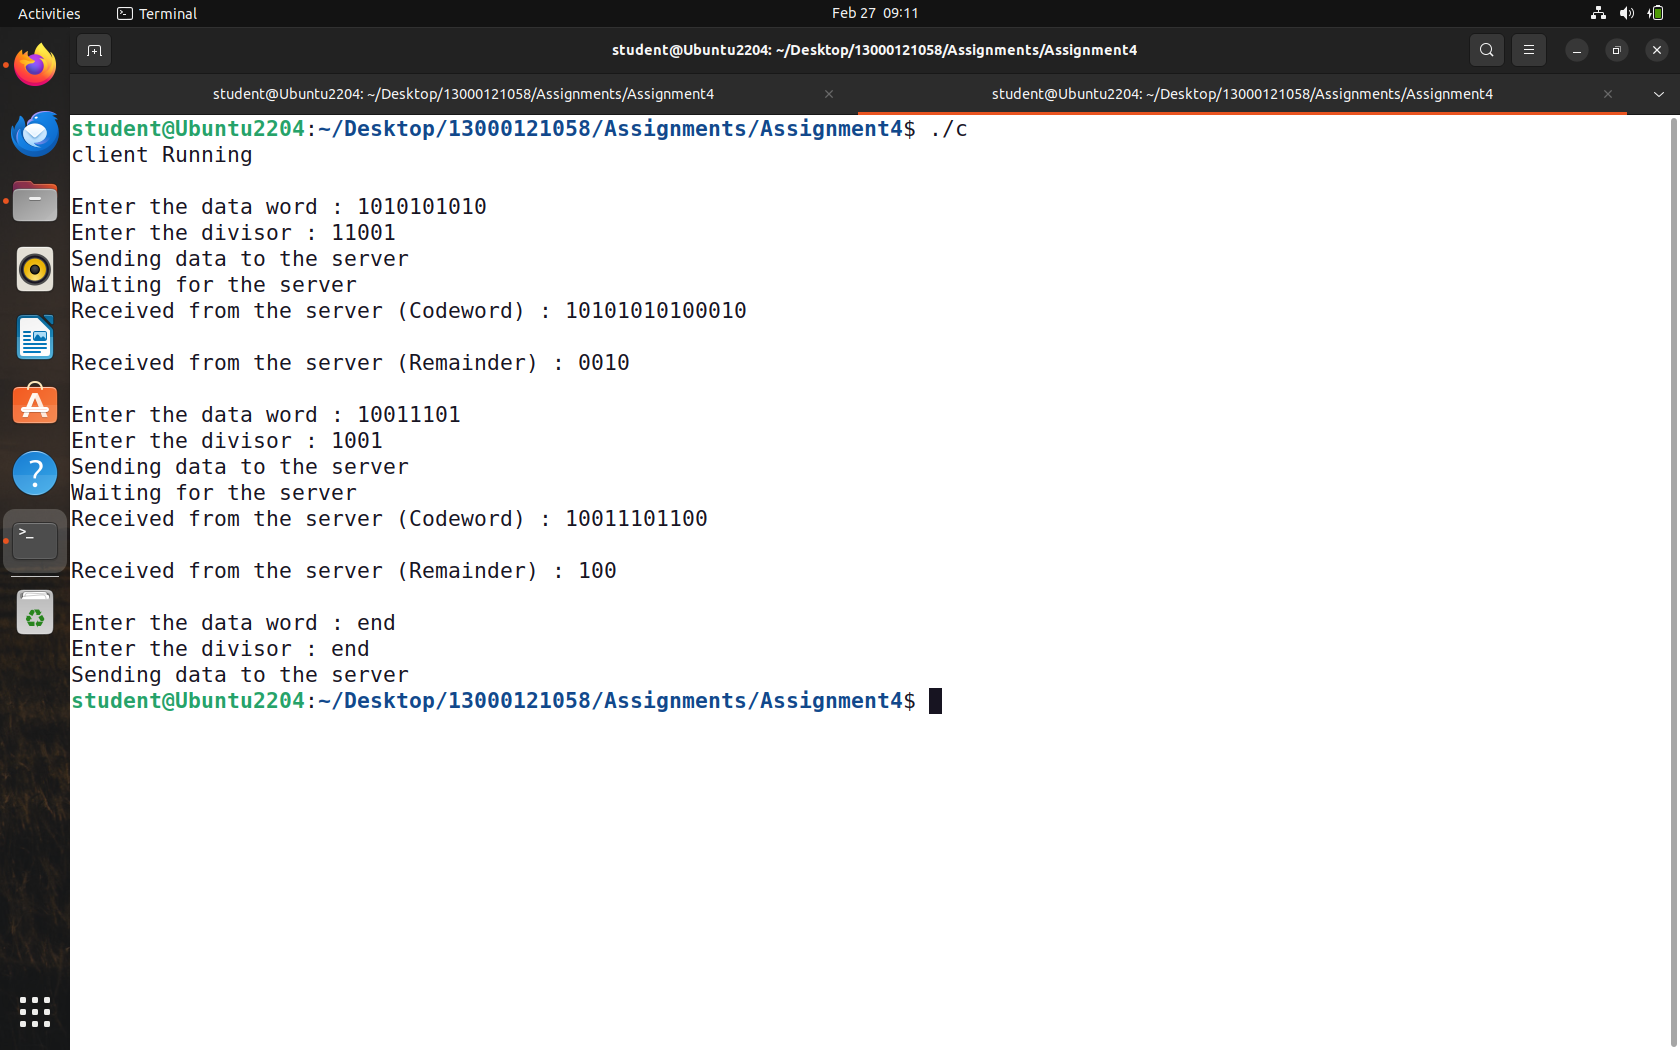 Activities Terminal Feb 27 09:11
student@Ubuntu2204: ~/Desktop/13000121058/Assignments/Assignment4
student@Ubuntu2204: ~/Desktop/13000121058/Assignments/Assignment4 student@Ubuntu2204: ~/Desktop/13000121058/Assignments/Assignment4
student@Ubuntu2204:~/Desktop/13000121058/Assignments/Assignment4$ ./c
client Running
Enter the data word : 1010101010
Enter the divisor : 11001
Sending data to the server
Waiting for the server
Received from the server (Codeword) : 10101010100010
Received from the server (Remainder) : 0010
Enter the data word : 10011101
Enter the divisor : 1001
Sending data to the server
Waiting for the server
Received from the server (Codeword) : 10011101100
Received from the server (Remainder) : 100
Enter the data word : end
Enter the divisor : end
Sending data to the server
student@Ubuntu2204:~/Desktop/13000121058/Assignments/Assignment4$